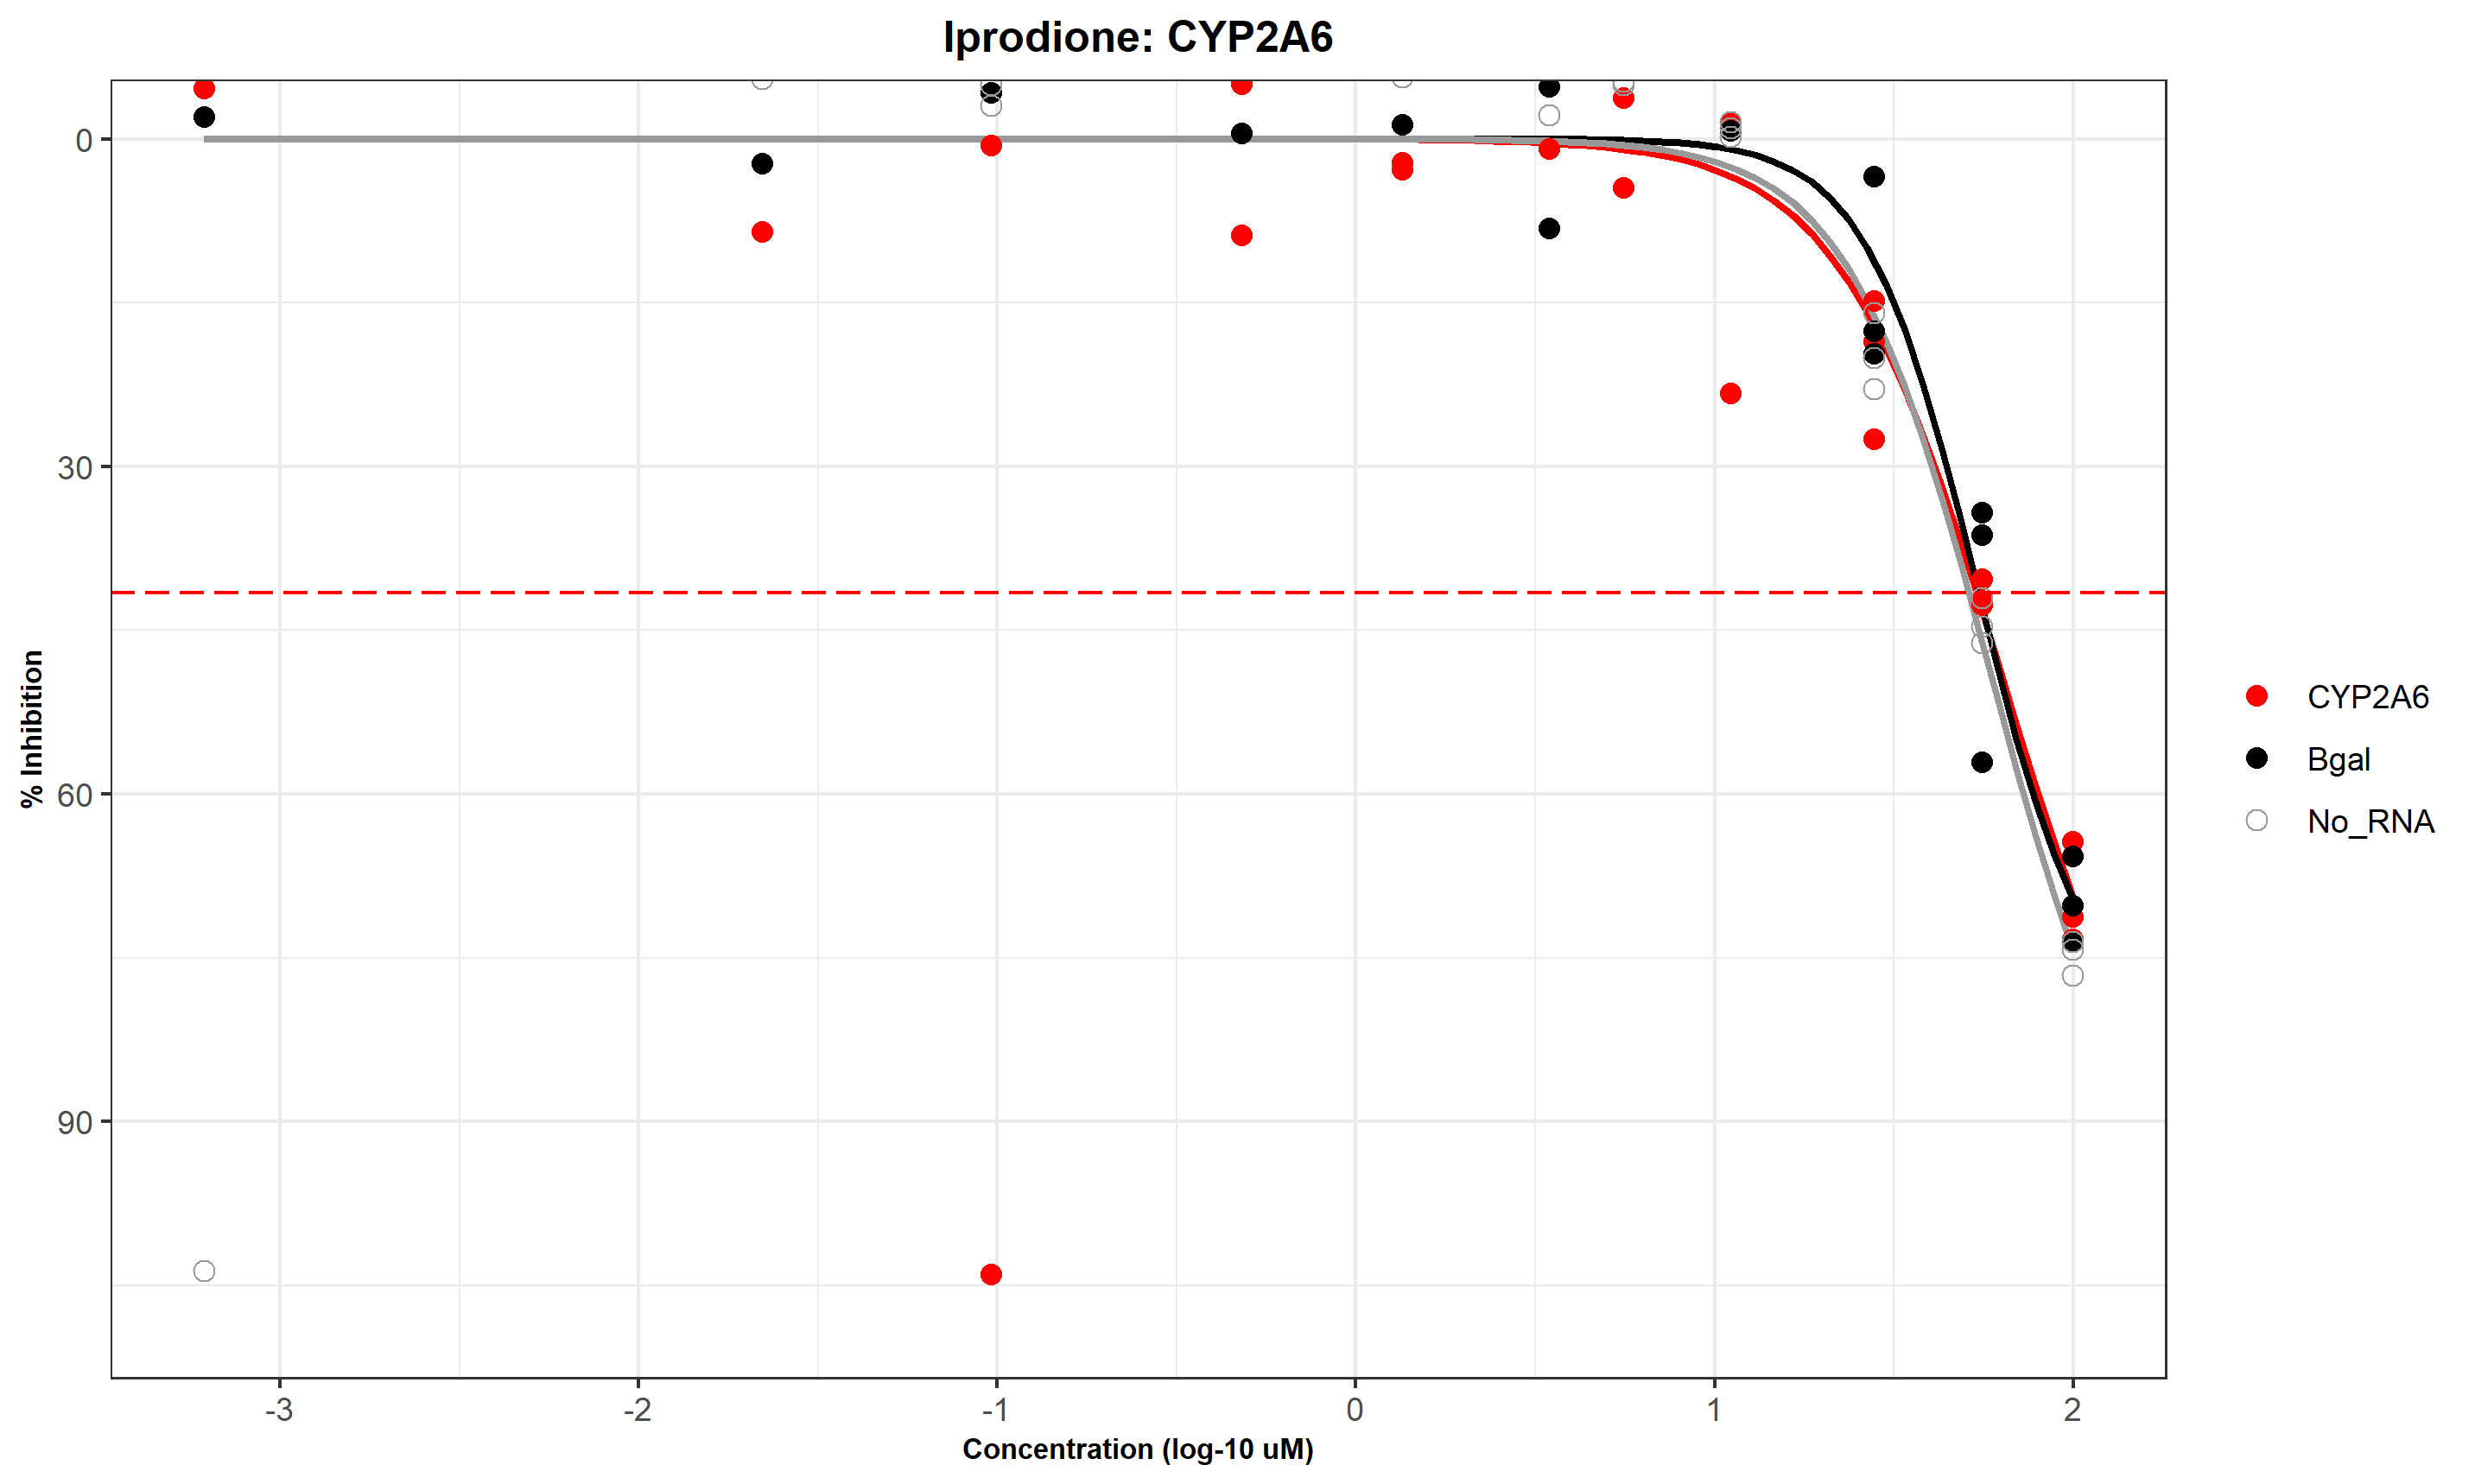 Iprodione: CYP2A6
% Inhibition
0
30
60
90
-3
-2
-1
0
1
2
Concentration (log-10 uM)
CYP2A6
Bgal
No_RNA